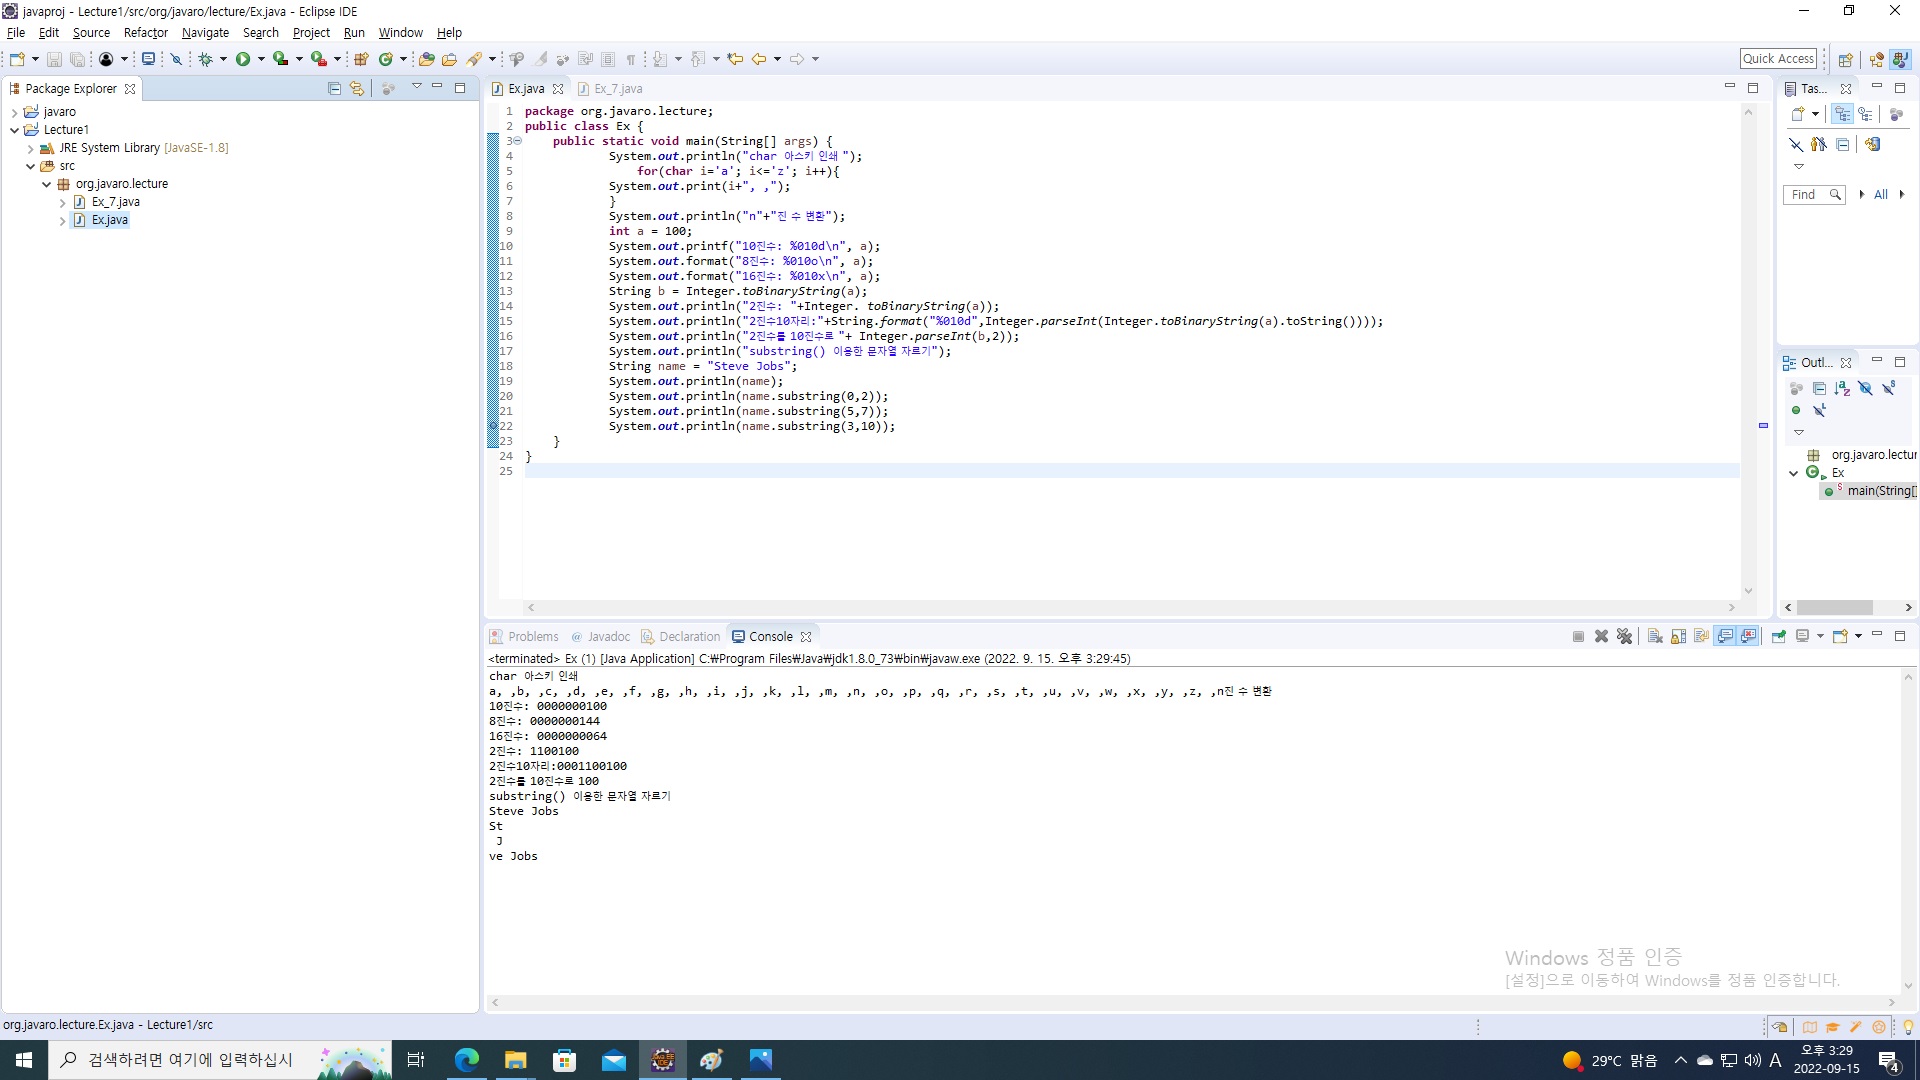 javaproj - Lecture1/src/org/javaro/lecture/Ex.java - Eclipse IDE
File Edit Source Refactor Navigate Search Project Run Window Help
Quick Access
Package Explorer
javaro
Lecture1
JRE System Library [JavaSE-1.8]
src
org.javaro.lecture
Ex_7.java
Ex.java
Ex.java Ex_7.java
1 package org.javaro.lecture;
2 public class Ex {
3 public static void main(String[] args) {
4 System.out.println("char 아스키 인쇄 ");
5 for(char i='a'; i<='z'; i++){
6 System.out.print(i+", ,");
7 }
8 System.out.println("n"+"진 수 변환");
9 int a = 100;
10 System.out.printf("10진수: %010d\n", a);
11 System.out.format("8진수: %010o\n", a);
12 System.out.format("16진수: %010x\n", a);
13 String b = Integer.toBinaryString(a);
14 System.out.println("2진수: "+Integer. toBinaryString(a));
15 System.out.println("2진수10자리:"+String.format("%010d",Integer.parseInt(Integer.toBinaryString(a).toString())));
16 System.out.println("2진수를 10진수로 "+ Integer.parseInt(b,2));
17 System.out.println("substring() 이용한 문자열 자르기");
18 String name = "Steve Jobs";
19 System.out.println(name);
20 System.out.println(name.substring(0,2));
21 System.out.println(name.substring(5,7));
22 System.out.println(name.substring(3,10));
23 }
24 }
25
Tas...
Find All
Outl...
org.javaro.lectur
Ex
main(String[]
Problems Javadoc Declaration Console
<terminated> Ex (1) [Java Application] C:₩Program Files₩Java₩jdk1.8.0_73₩bin₩javaw.exe (2022. 9. 15. 오후 3:29:45)
char 아스키 인쇄
a, ,b, ,c, ,d, ,e, ,f, ,g, ,h, ,i, ,j, ,k, ,l, ,m, ,n, ,o, ,p, ,q, ,r, ,s, ,t, ,u, ,v, ,w, ,x, ,y, ,z, ,n진 수 변환
10진수: 0000000100
8진수: 0000000144
16진수: 0000000064
2진수: 1100100
2진수10자리:0001100100
2진수를 10진수로 100
substring() 이용한 문자열 자르기
Steve Jobs
St
J
ve Jobs
Windows 정품 인증
[설정]으로 이동하여 Windows를 정품 인증합니다.
org.javaro.lecture.Ex.java - Lecture1/src
검색하려면 여기에 입력하십시
29°C 맑음
A
오후 3:29
2022-09-15
4